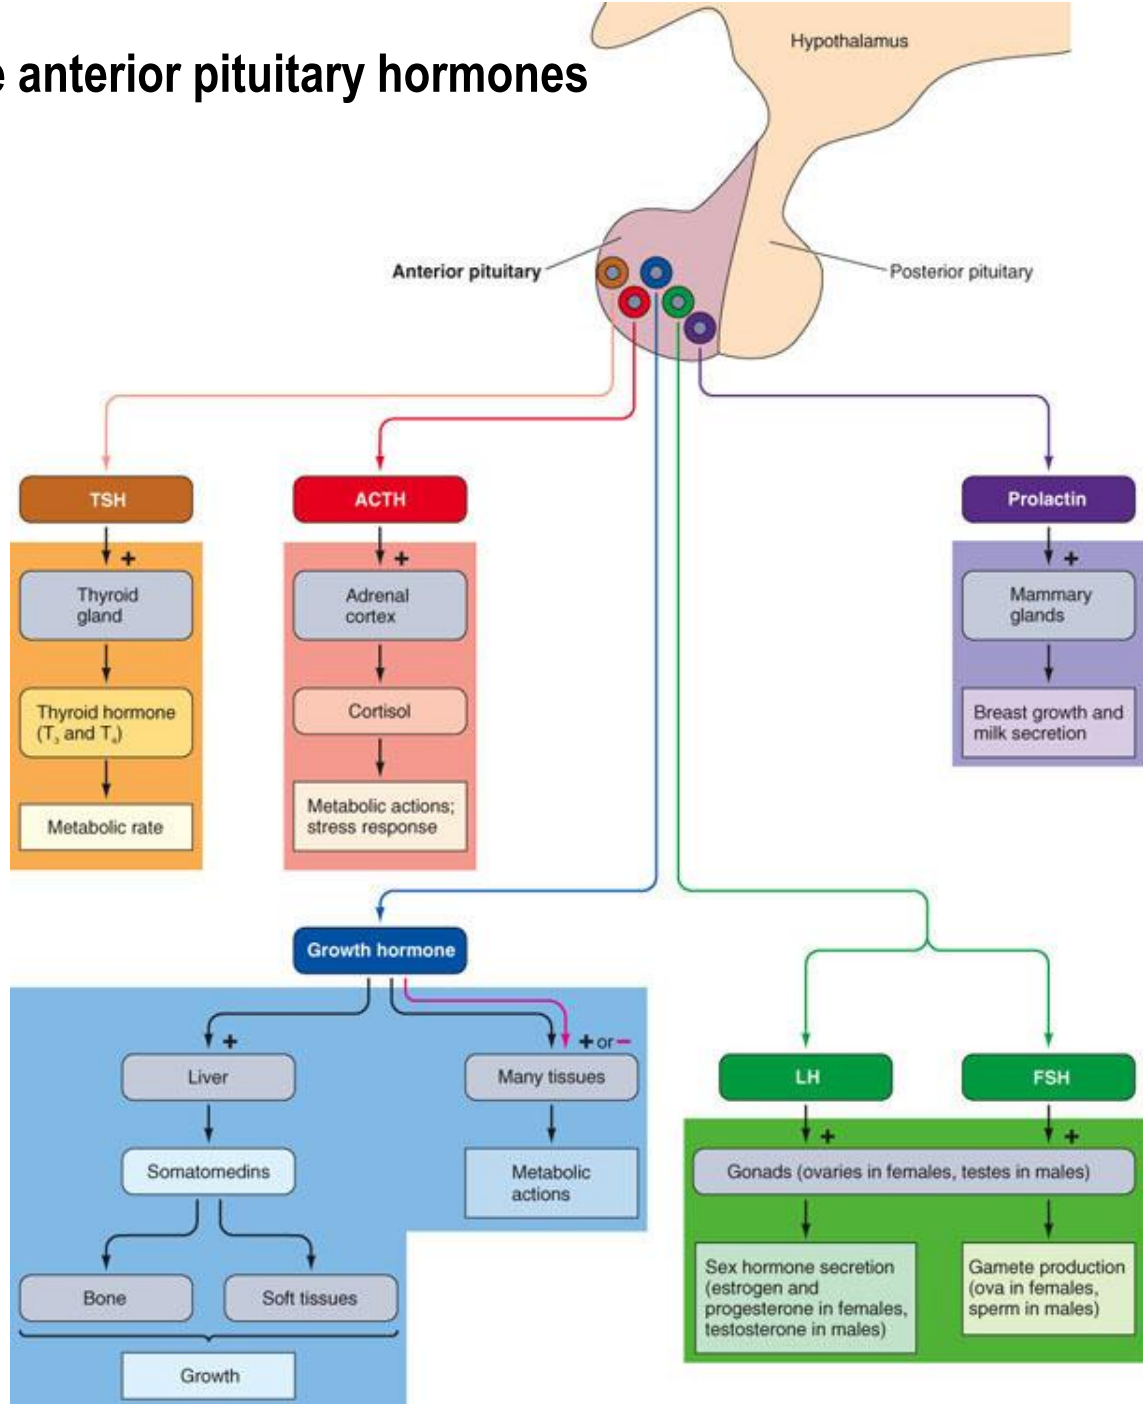 e anterior pituitary hormones
Hypothalamus
Anterior pituitary
Posterior pituitary
TSH
ACTH
Prolactin
+
+
+
Thyroid
gland
Adrenal
cortex
Mammary
glands
Thyroid hormone
(T₃ and T₄)
Cortisol
Breast growth and
milk secretion
Metabolic rate
Metabolic actions;
stress response
Growth hormone
+
+ or −
Liver
Many tissues
LH
FSH
+
+
Somatomedins
Metabolic
actions
Gonads (ovaries in females, testes in males)
Bone
Soft tissues
Sex hormone secretion
(estrogen and
progesterone in females,
testosterone in males)
Gamete production
(ova in females,
sperm in males)
Growth